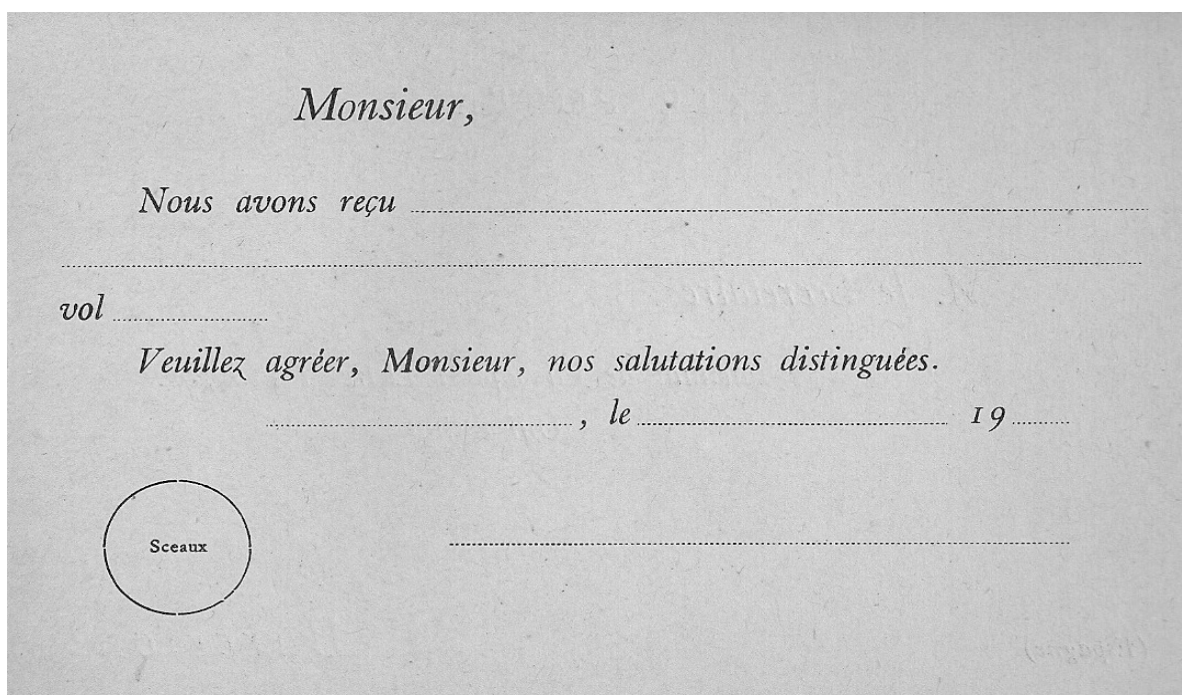 Monsieur,
Nous avons reçu
vol
Veuillez agréer, Monsieur, nos salutations distinguées.
, le 19
Sceaux